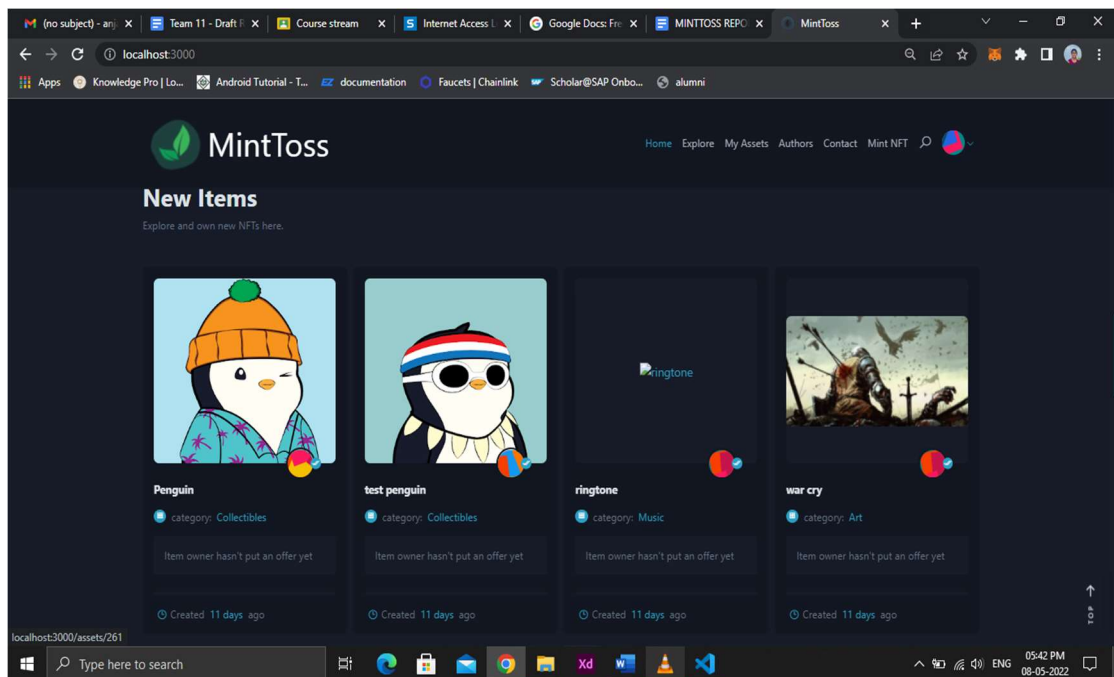 (no subject) - anj
Team 11 - Draft R
Course stream
Internet Access L
Google Docs: Fre
MINTTOSS REPO
MintToss
localhost:3000
Apps
Knowledge Pro | Lo...
Android Tutorial - T...
EZ documentation
Faucets | Chainlink
Scholar@SAP Onbo...
alumni
MintToss
Home Explore My Assets Authors Contact Mint NFT
New Items
Explore and own new NFTs here.
ringtone
Penguin
category: Collectibles
Item owner hasn't put an offer yet
Created 11 days ago
test penguin
category: Collectibles
Item owner hasn't put an offer yet
Created 11 days ago
ringtone
category: Music
Item owner hasn't put an offer yet
Created 11 days ago
war cry
category: Art
Item owner hasn't put an offer yet
Created 11 days ago
TOP
localhost:3000/assets/261
Type here to search
Xd
ENG
05:42 PM
08-05-2022